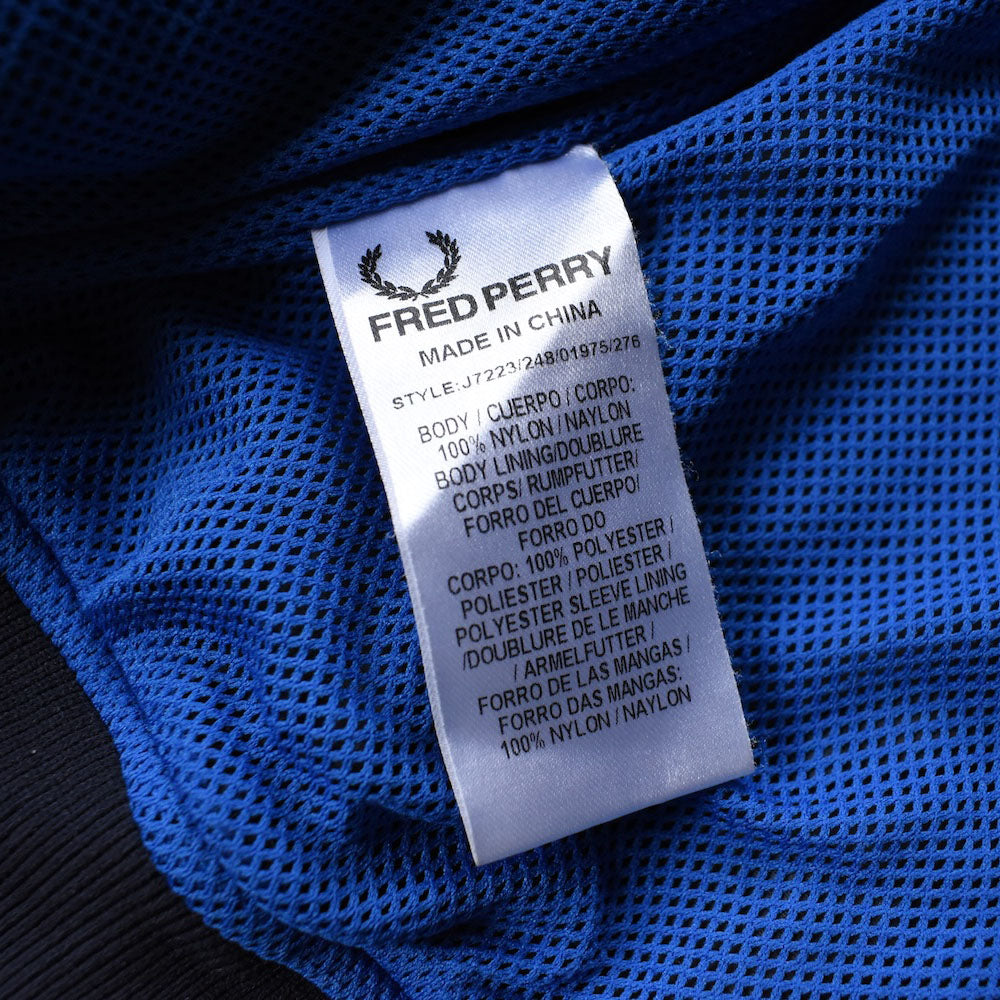 FRED PERRY
MADE IN CHINA
STYLE:J7223/248/01975/276
BODY / CUERPO / CORPO:
100% NYLON / NAYLON
BODY LINING/DOUBLURE
CORPS/ RUMPFUTTER/
FORRO DEL CUERPO/
FORRO DO
CORPO: 100% POLYESTER /
POLIESTER / POLIESTER /
POLYESTER SLEEVE LINING
/DOUBLURE DE LE MANCHE
/ ARMELFUTTER /
FORRO DE LAS MANGAS /
FORRO DAS MANGAS:
100% NYLON / NAYLON